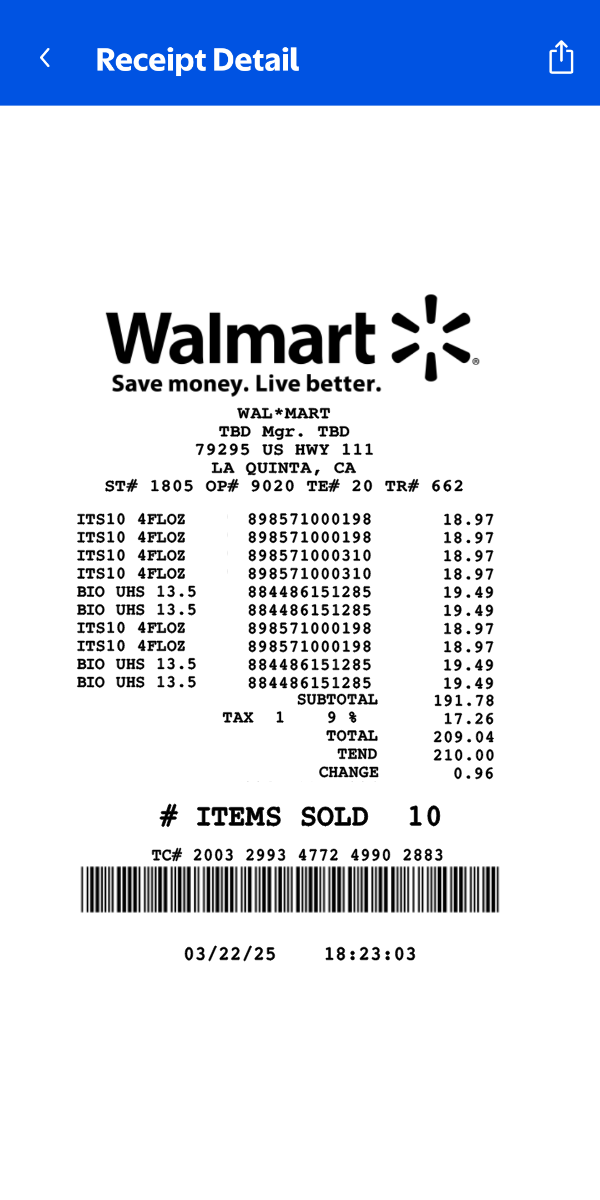 Receipt Detail
Walmart
Save money. Live better.
WAL*MART
TBD Mgr. TBD
79295 US HWY 111
LA QUINTA, CA
ST# 1805 OP# 9020 TE# 20 TR# 662
ITS10 4FLOZ 898571000198 18.97
ITS10 4FLOZ 898571000198 18.97
ITS10 4FLOZ 898571000310 18.97
ITS10 4FLOZ 898571000310 18.97
BIO UHS 13.5 884486151285 19.49
BIO UHS 13.5 884486151285 19.49
ITS10 4FLOZ 898571000198 18.97
ITS10 4FLOZ 898571000198 18.97
BIO UHS 13.5 884486151285 19.49
BIO UHS 13.5 884486151285 19.49
SUBTOTAL 191.78
TAX 1 9 % 17.26
TOTAL 209.04
TEND 210.00
CHANGE 0.96
# ITEMS SOLD 10
TC# 2003 2993 4772 4990 2883
03/22/25 18:23:03